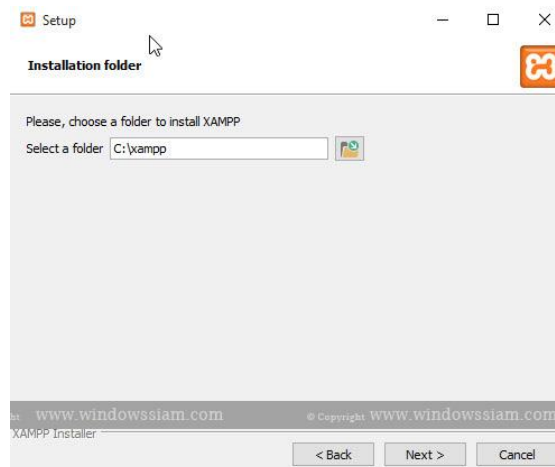 Setup
Installation folder
Please, choose a folder to install XAMPP
Select a folder C:\xampp
www.windowssiam.com © Copyright www.windowssiam.com
XAMPP Installer
< Back Next > Cancel